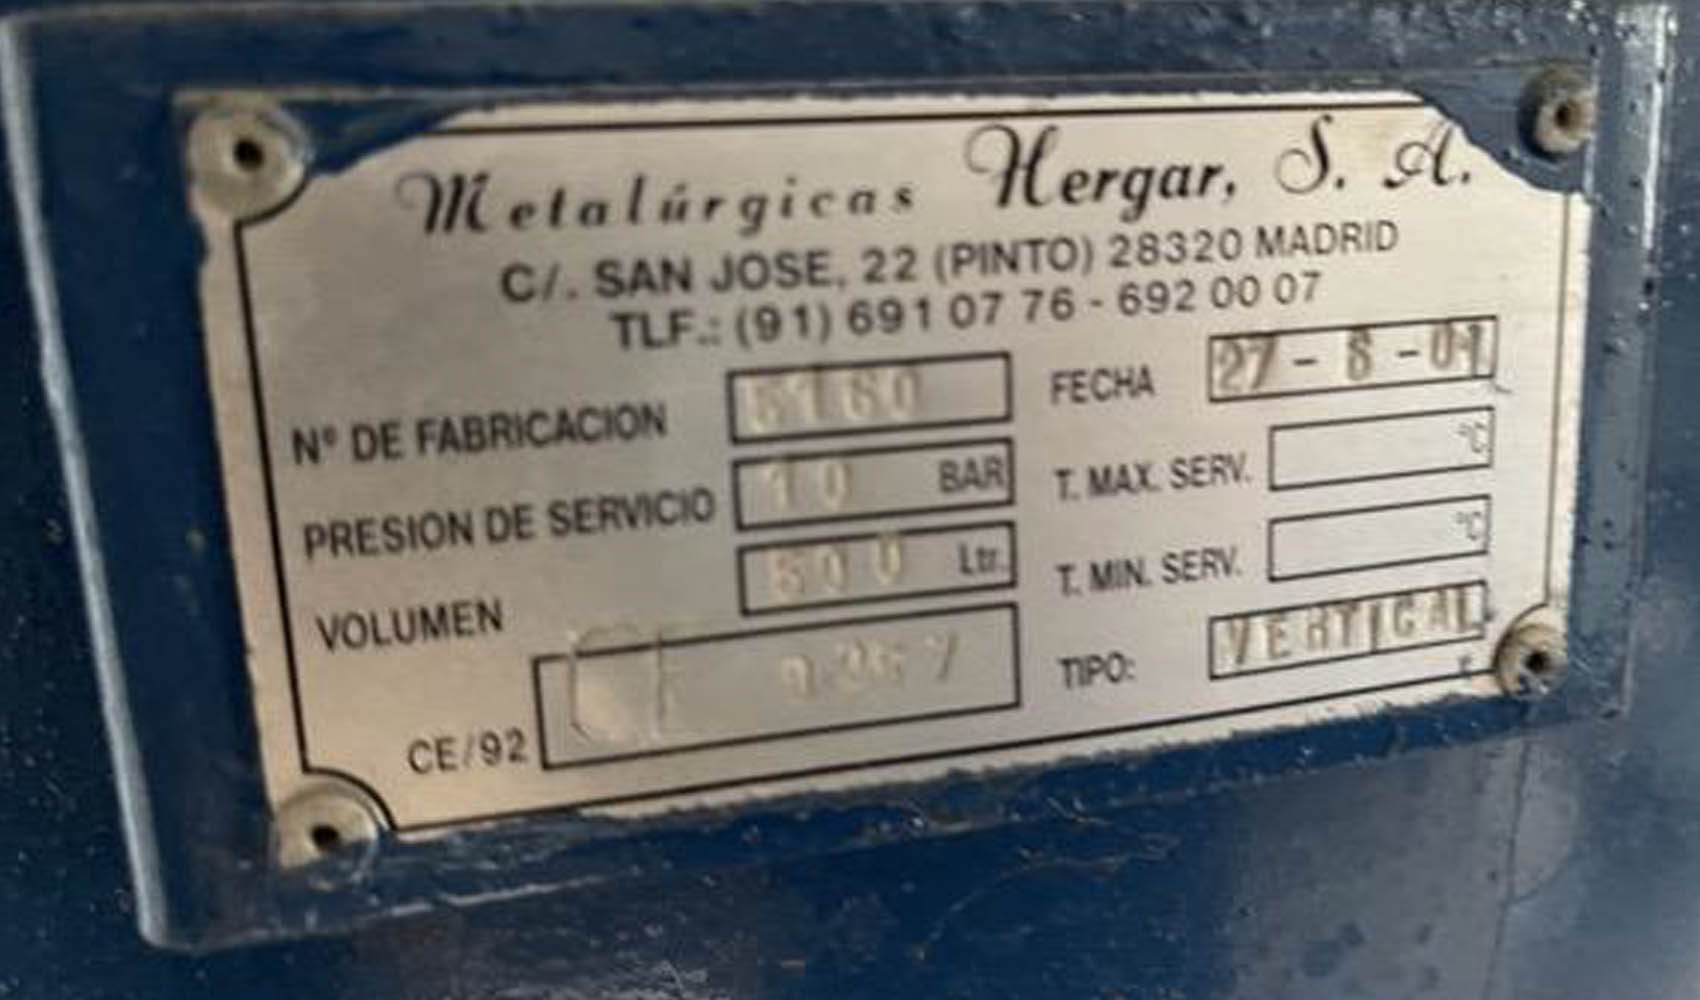 Metalúrgicas Hergar, S. A.
C/. SAN JOSE, 22 (PINTO) 28320 MADRID
TLF.: (91) 691 07 76 - 692 00 07
Nº DE FABRICACION FECHA 27 - 8 - 01
PRESION DE SERVICIO 10 BAR T. MAX. SERV. °C
VOLUMEN Ltr. T. MIN. SERV. °C
CE/92 TIPO: VERTICAL